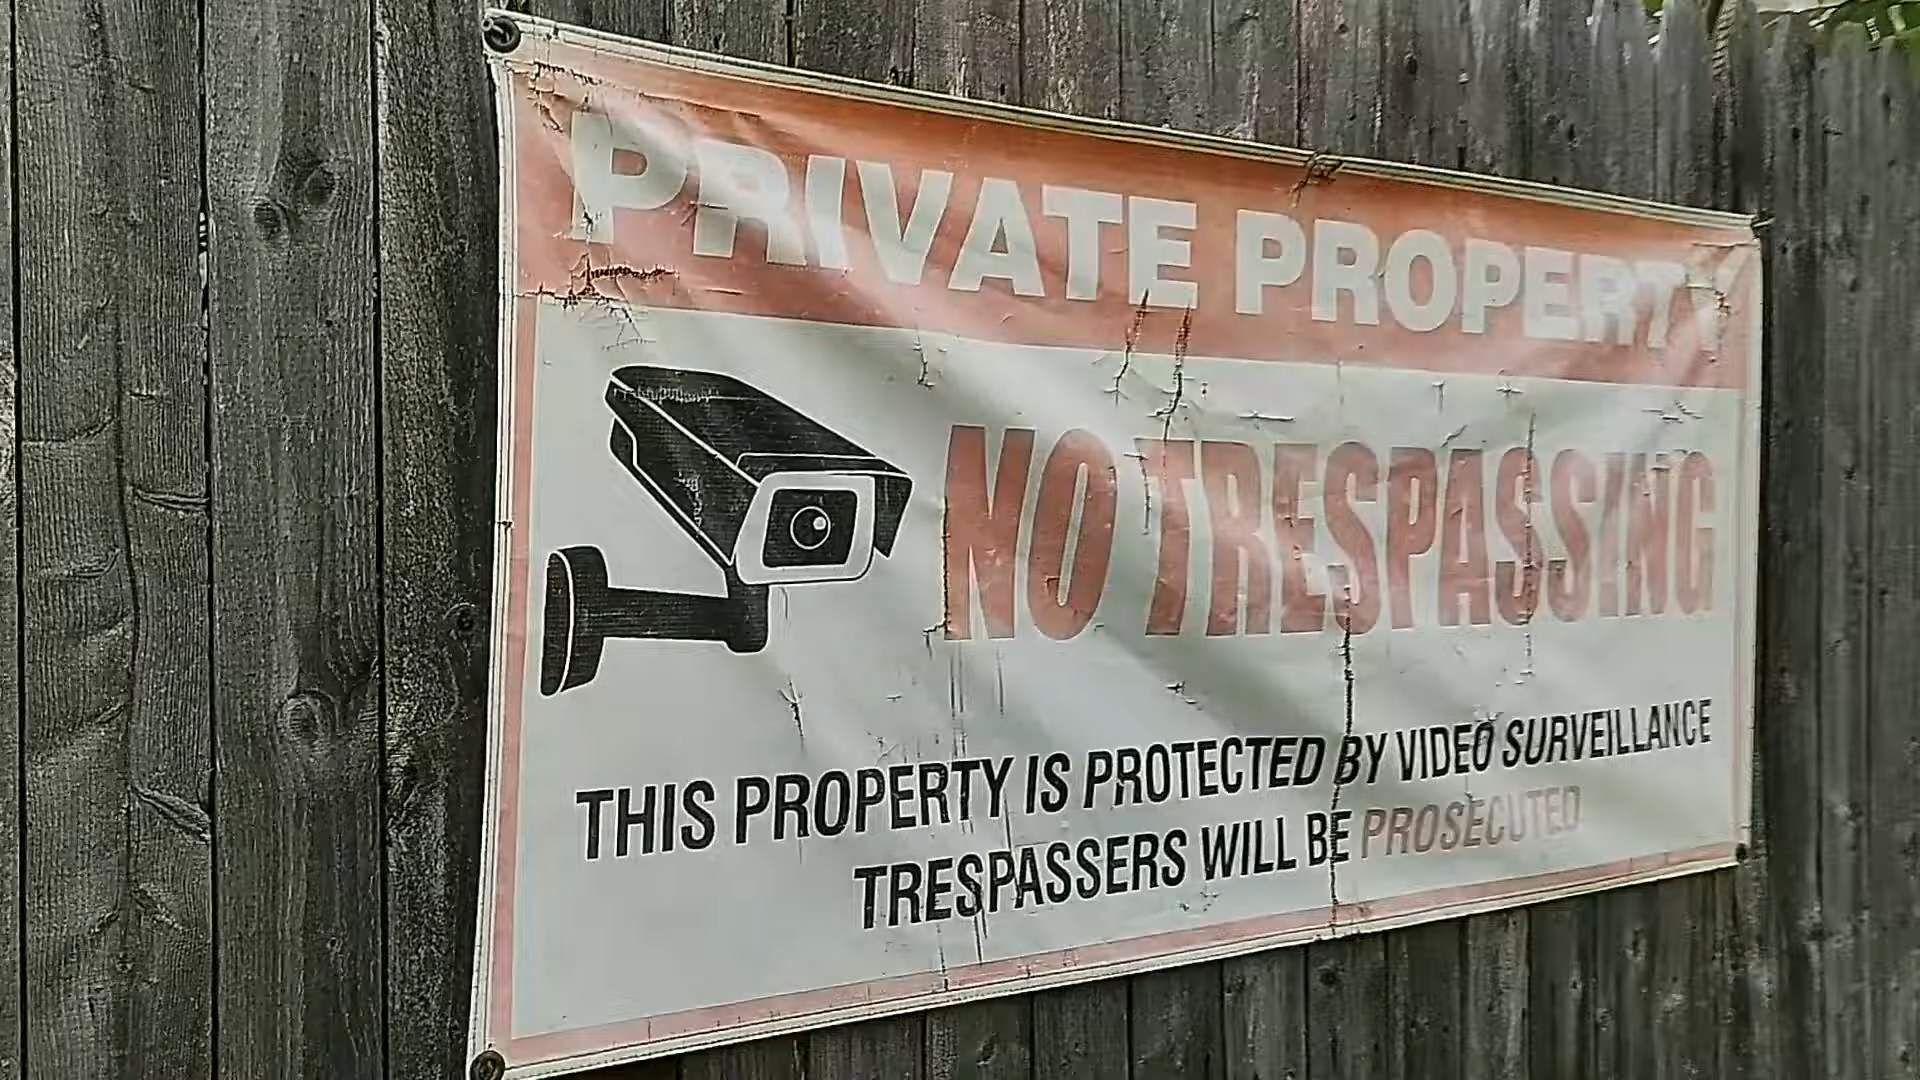 PRIVATE PROPERTY
NO TRESPASSING
THIS PROPERTY IS PROTECTED BY VIDEO SURVEILLANCE
TRESPASSERS WILL BE PROSECUTED